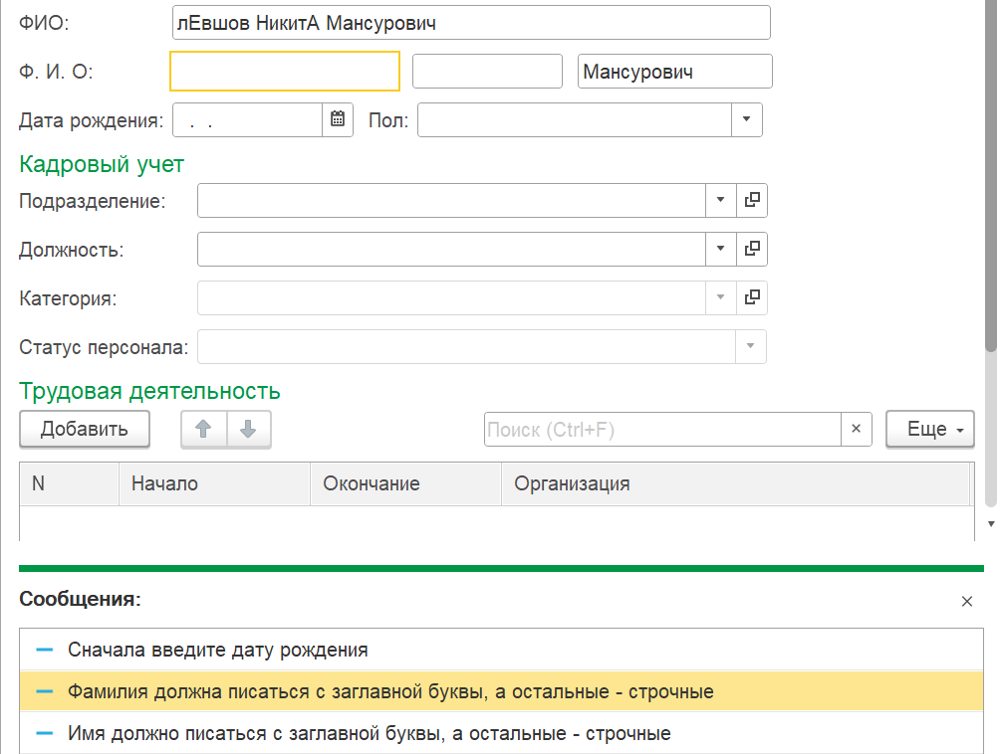 ФИО: лЕвшов НикитА Мансурович
Ф. И. О: Мансурович
Дата рождения: . . Пол:
Кадровый учет
Подразделение:
Должность:
Категория:
Статус персонала:
Трудовая деятельность
Добавить Поиск (Ctrl+F) × Еще
N Начало Окончание Организация
Сообщения: ×
Сначала введите дату рождения
Фамилия должна писаться с заглавной буквы, а остальные - строчные
Имя должно писаться с заглавной буквы, а остальные - строчные